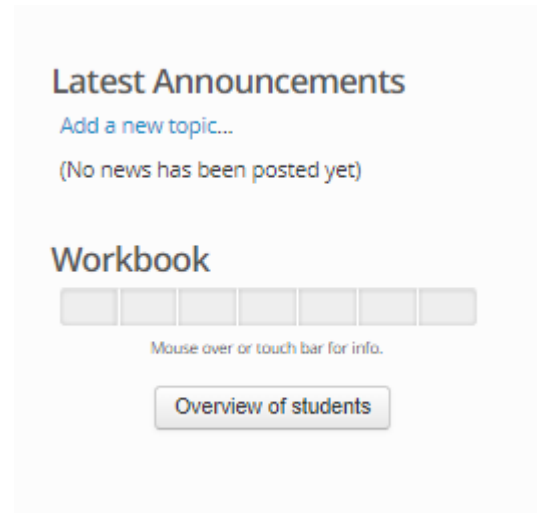 Latest Announcements
Add a new topic...
(No news has been posted yet)
Workbook
Mouse over or touch bar for info.
Overview of students